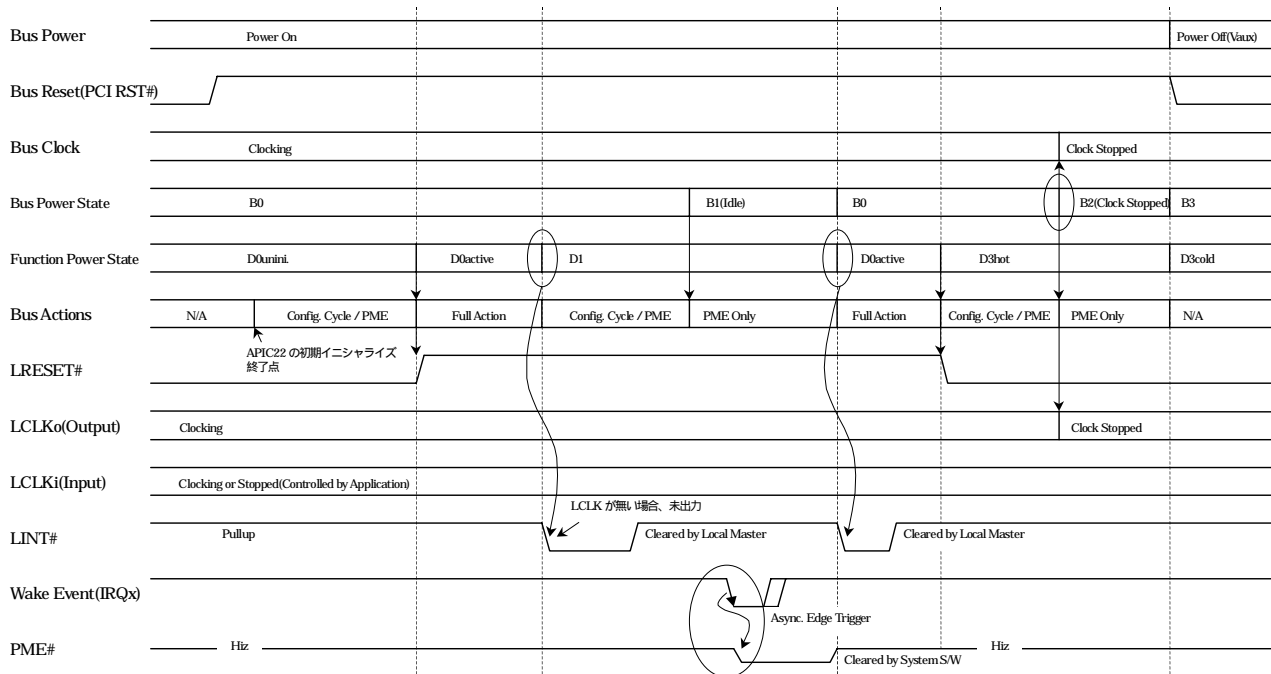 Bus Power
Power On
Power Off(Vaux)
Bus Reset(PCI RST#)
Bus Clock
Clocking
Clock Stopped
Bus Power State
B0
B1(Idle)
B0
B2(Clock Stopped)
B3
Function Power State
D0unini.
D0active
D1
D0active
D3hot
D3cold
Bus Actions
N/A
Config. Cycle / PME
Full Action
Config. Cycle / PME
PME Only
Full Action
Config. Cycle / PME
PME Only
N/A
APIC22 の初期イニシャライズ
終了点
LRESET#
LCLKo(Output)
Clocking
Clock Stopped
LCLKi(Input)
Clocking or Stopped(Controlled by Application)
LCLK が無い場合、未出力
LINT#
Pullup
Cleared by Local Master
Cleared by Local Master
Wake Event(IRQx)
Async. Edge Trigger
PME#
Hiz
Cleared by System S/W
Hiz